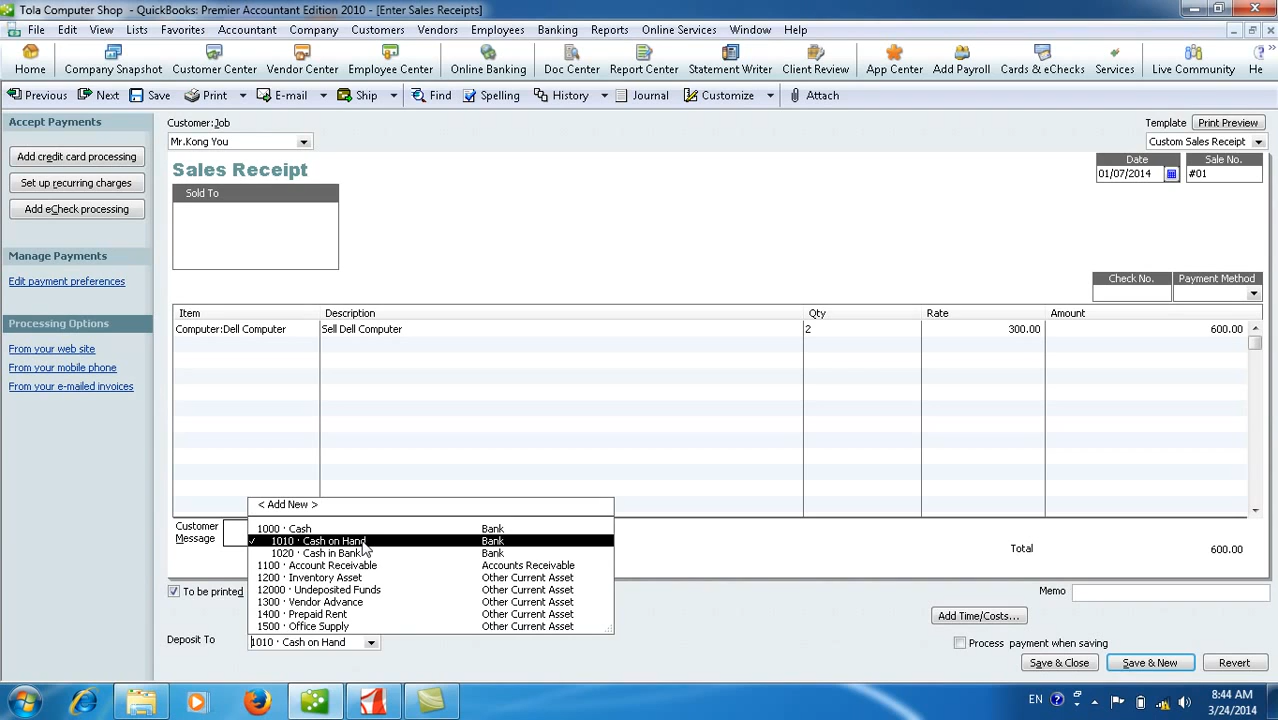 Tola Computer Shop - QuickBooks: Premier Accountant Edition 2010 - [Enter Sales Receipts]
File Edit View Lists Favorites Accountant Company Customers Vendors Employees Reports Online Services Window Help
Home Company Snapshot Customer Center Vendor Center Employee Center Online Banking Doc Center Report Center Statement Writer Client Review App Center Add Payroll Cards & eChecks Services Live Community He
Previous Next Save Print E-mail Ship Find Spelling History Journal Customize Attach
Accept Payments
Add credit card processing
Set up recurring charges
Add eCheck processing
Manage Payments
Edit payment preferences
Processing Options
From your web site
From your mobile phone
From your e-mailed invoices
Customer:Job
Mr.Kong You
Template Print Preview
Custom Sales Receipt
Sales Receipt
Date Sale No.
01/07/2014 #01
Sold To
Check No. Payment Method
Item Description Qty Rate Amount
Computer:Dell Computer Sell Dell Computer 2 300.00 600.00
< Add New >
1000 · Cash Bank
1010 · Cash on Hand Bank
1020 · Cash in Bank Bank
1100 · Account Receivable Accounts Receivable
1200 · Inventory Asset Other Current Asset
12000 · Undeposited Funds Other Current Asset
1300 · Vendor Advance Other Current Asset
1400 · Prepaid Rent Other Current Asset
1500 · Office Supply Other Current Asset
Customer
Message
Total 600.00
To be printed
Memo
Add Time/Costs...
Deposit To 1010 · Cash on Hand
Process payment when saving
Save & Close Save & New Revert
EN 8:44 AM
3/24/2014